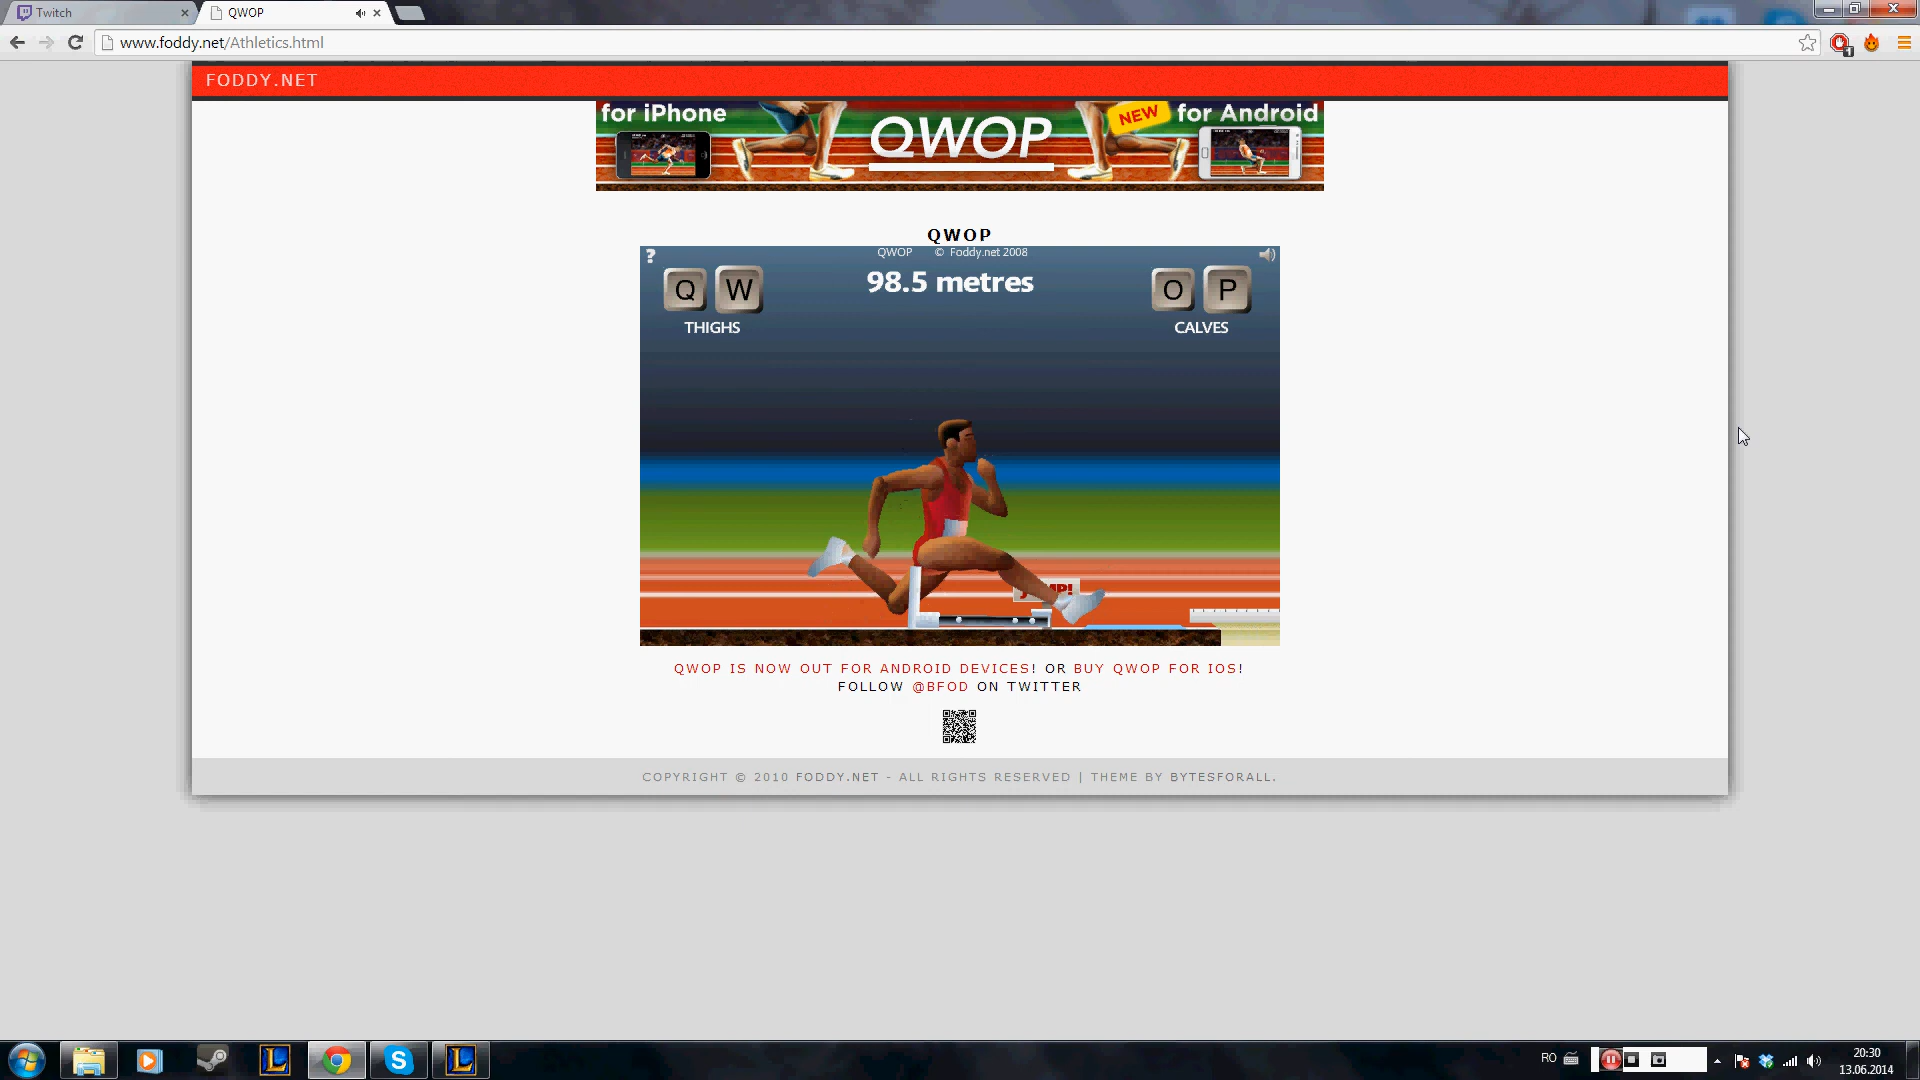 Twitch
QWOP
www.foddy.net/Athletics.html
1
FODDY.NET
for iPhone
QWOP
NEW
for Android
QWOP
?
QWOP © Foddy.net 2008
98.5 metres
Q W
O P
THIGHS
CALVES
QWOP IS NOW OUT FOR ANDROID DEVICES! OR BUY QWOP FOR IOS!
FOLLOW @BFOD ON TWITTER
COPYRIGHT © 2010 FODDY.NET - ALL RIGHTS RESERVED | THEME BY BYTESFORALL.
L
S
L
RO
20:30
13.06.2014